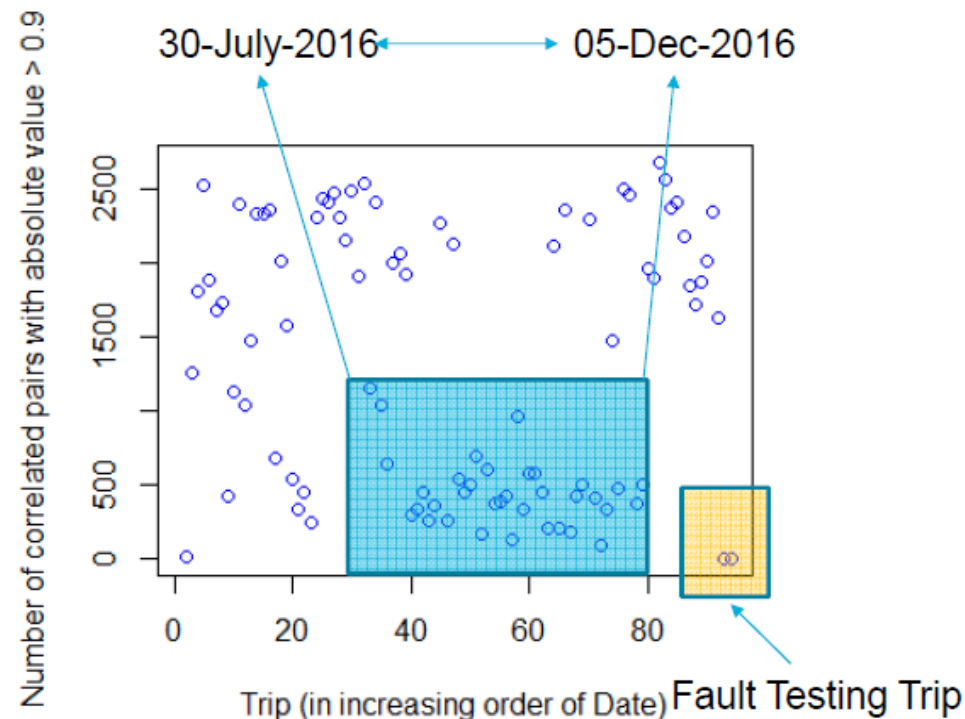 30-July-2016
05-Dec-2016
Number of correlated pairs with absolute value > 0.9
2500
1500
500
0
0
20
40
60
80
Trip (in increasing order of Date)
Fault Testing Trip